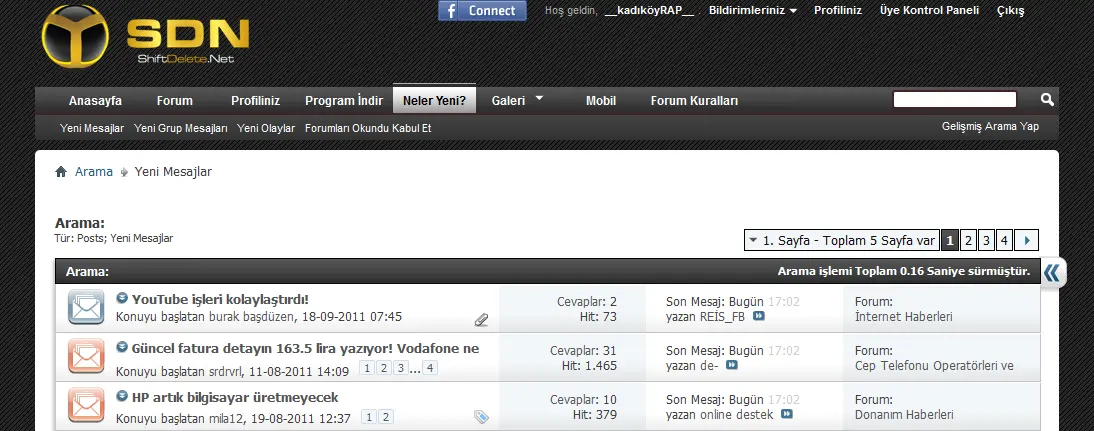 f Connect
Hoş geldin, __kadıköyRAP__ Bildirimleriniz Profiliniz Üye Kontrol Paneli Çıkış
SDN
ShiftDelete.Net
Anasayfa Forum Profiliniz Program İndir Neler Yeni? Galeri Mobil Forum Kuralları
Yeni Mesajlar Yeni Grup Mesajları Yeni Olaylar Forumları Okundu Kabul Et Gelişmiş Arama Yap
Arama Yeni Mesajlar
Arama:
Tür: Posts; Yeni Mesajlar
1. Sayfa - Toplam 5 Sayfa var 1 2 3 4
Arama: Arama işlemi Toplam 0.16 Saniye sürmüştür.
YouTube işleri kolaylaştırdı! Cevaplar: 2 Son Mesaj: Bugün 17:02 Forum:
Konuyu başlatan burak başdüzen, 18-09-2011 07:45 Hit: 73 yazan REİS_FB İnternet Haberleri
Güncel fatura detayın 163.5 lira yazıyor! Vodafone ne Cevaplar: 31 Son Mesaj: Bugün 17:02 Forum:
Konuyu başlatan srdrvrl, 11-08-2011 14:09 1 2 3 ... 4 Hit: 1.465 yazan de- Cep Telefonu Operatörleri ve
HP artık bilgisayar üretmeyecek Cevaplar: 10 Son Mesaj: Bugün 17:02 Forum:
Konuyu başlatan mila12, 19-08-2011 12:37 1 2 Hit: 379 yazan online destek Donanım Haberleri